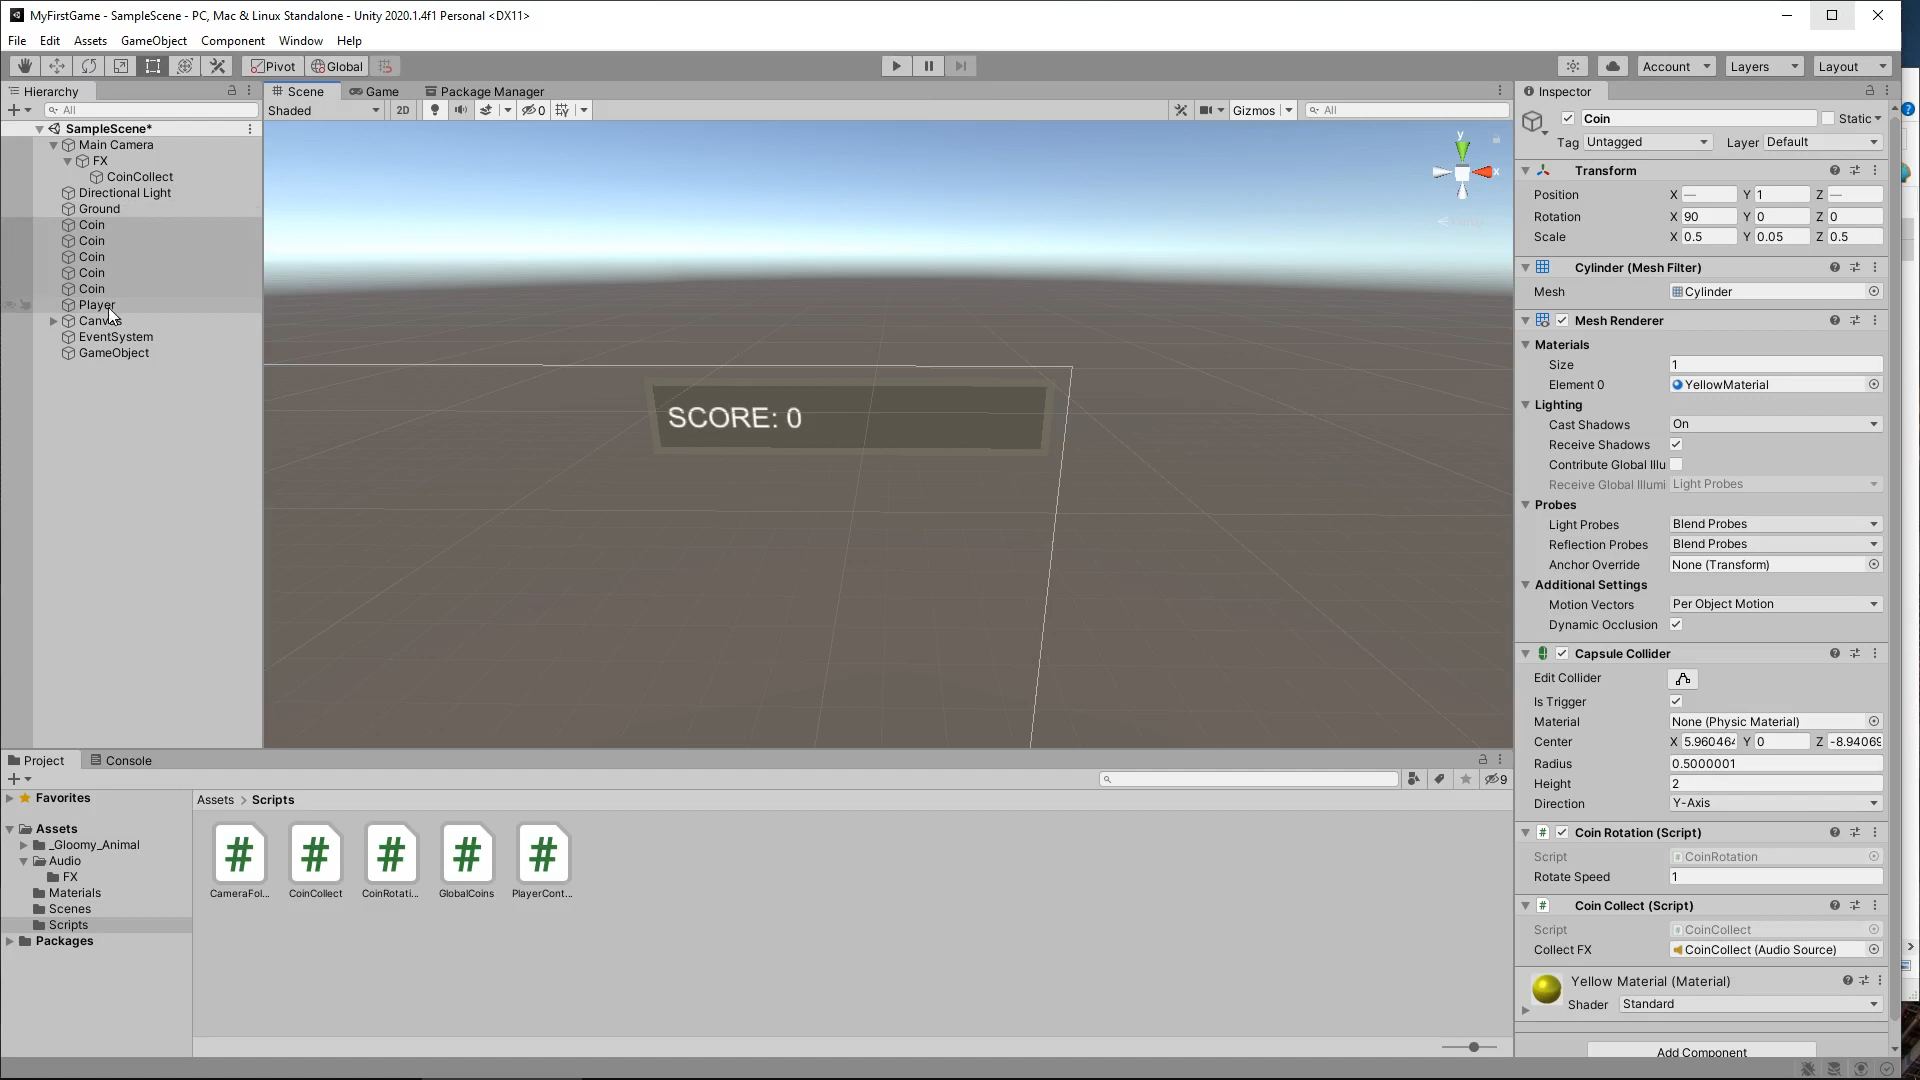 MyFirstGame - SampleScene - PC, Mac & Linux Standalone - Unity 2020.1.4f1 Personal <DX11>
File Edit Assets GameObject Component Window Help
Pivot Global Account Layers Layout
Hierarchy
All
SampleScene*
Main Camera
FX
CoinCollect
Directional Light
Ground
Coin
Coin
Coin
Coin
Coin
Player
EventSystem
GameObject
Scene Game Package Manager
Shaded 2D 0 Gizmos All
y
x
SCORE: 0
Inspector
Coin Static
Tag Untagged Layer Default
Transform
Position X — Y 1 Z —
Rotation X 90 Y 0 Z 0
Scale X 0.5 Y 0.05 Z 0.5
Cylinder (Mesh Filter)
Mesh Cylinder
Mesh Renderer
Materials
Size 1
Element 0 YellowMaterial
Lighting
Cast Shadows On
Receive Shadows
Contribute Global Illu
Receive Global Illumi Light Probes
Probes
Light Probes Blend Probes
Reflection Probes Blend Probes
Anchor Override None (Transform)
Additional Settings
Motion Vectors Per Object Motion
Dynamic Occlusion
Capsule Collider
Edit Collider
Is Trigger
Material None (Physic Material)
Center X 5.960464 Y 0 Z -8.94069
Radius 0.5000001
Height 2
Direction Y-Axis
# Coin Rotation (Script)
Script CoinRotation
Rotate Speed 1
# Coin Collect (Script)
Script CoinCollect
Collect FX CoinCollect (Audio Source)
Yellow Material (Material)
Shader Standard
Add Component
Project Console
9
Favorites
Assets
_Gloomy_Animal
Audio
FX
Materials
Scenes
Scripts
Packages
Assets > Scripts
# # # # #
CameraFol... CoinCollect CoinRotati... GlobalCoins PlayerCont...